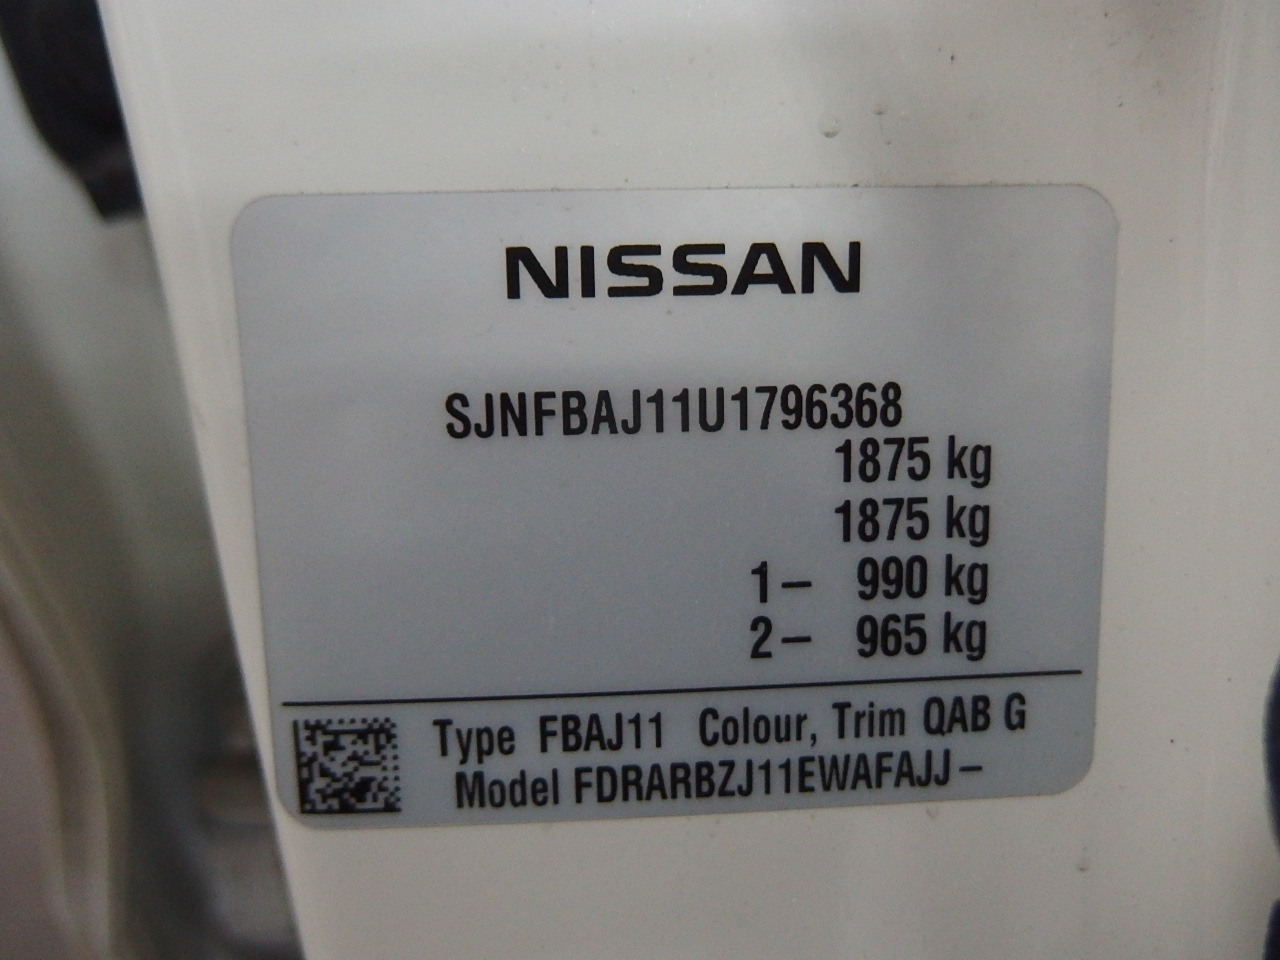 NISSAN
SJNFBAJ11U1796368
1875 kg
1875 kg
1– 990 kg
2– 965 kg
Type FBAJ11 Colour, Trim QAB G
Model FDRARBZJ11EWAFAJJ –